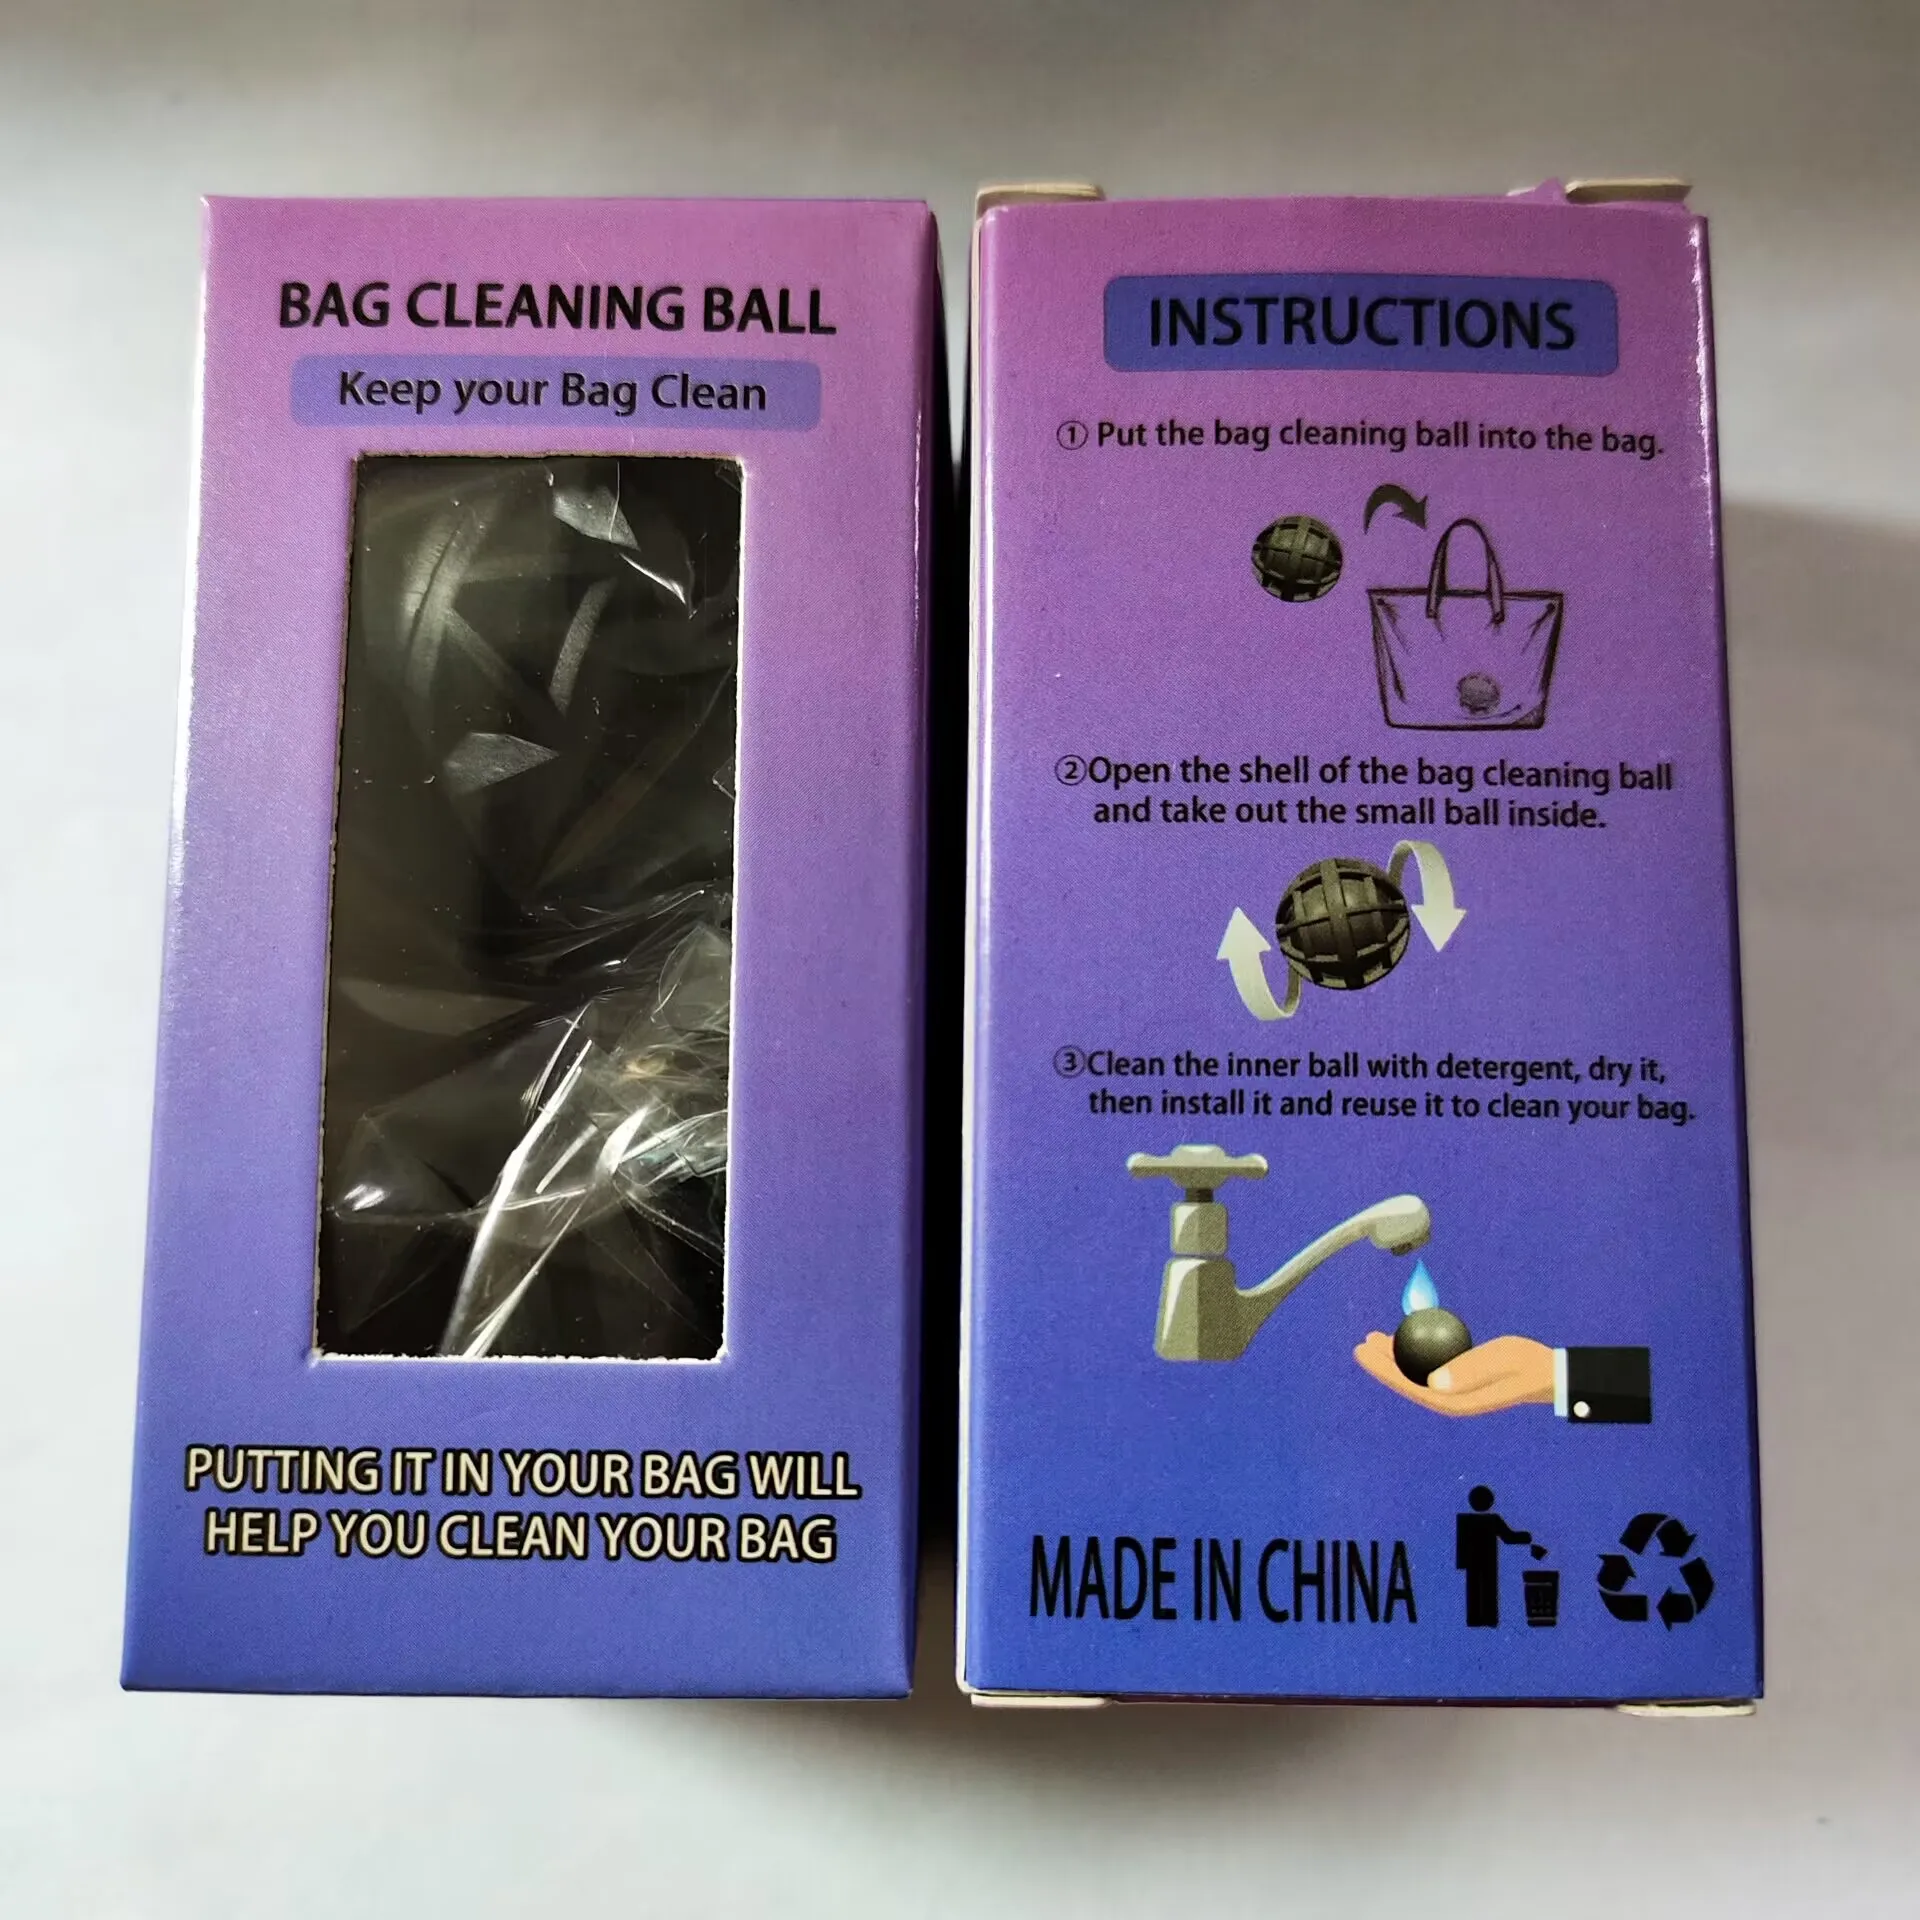 BAG CLEANING BALL
Keep your Bag Clean
PUTTING IT IN YOUR BAG WILL
HELP YOU CLEAN YOUR BAG
INSTRUCTIONS
① Put the bag cleaning ball into the bag.
②Open the shell of the bag cleaning ball
and take out the small ball inside.
③Clean the inner ball with detergent, dry it,
then install it and reuse it to clean your bag.
MADE IN CHINA